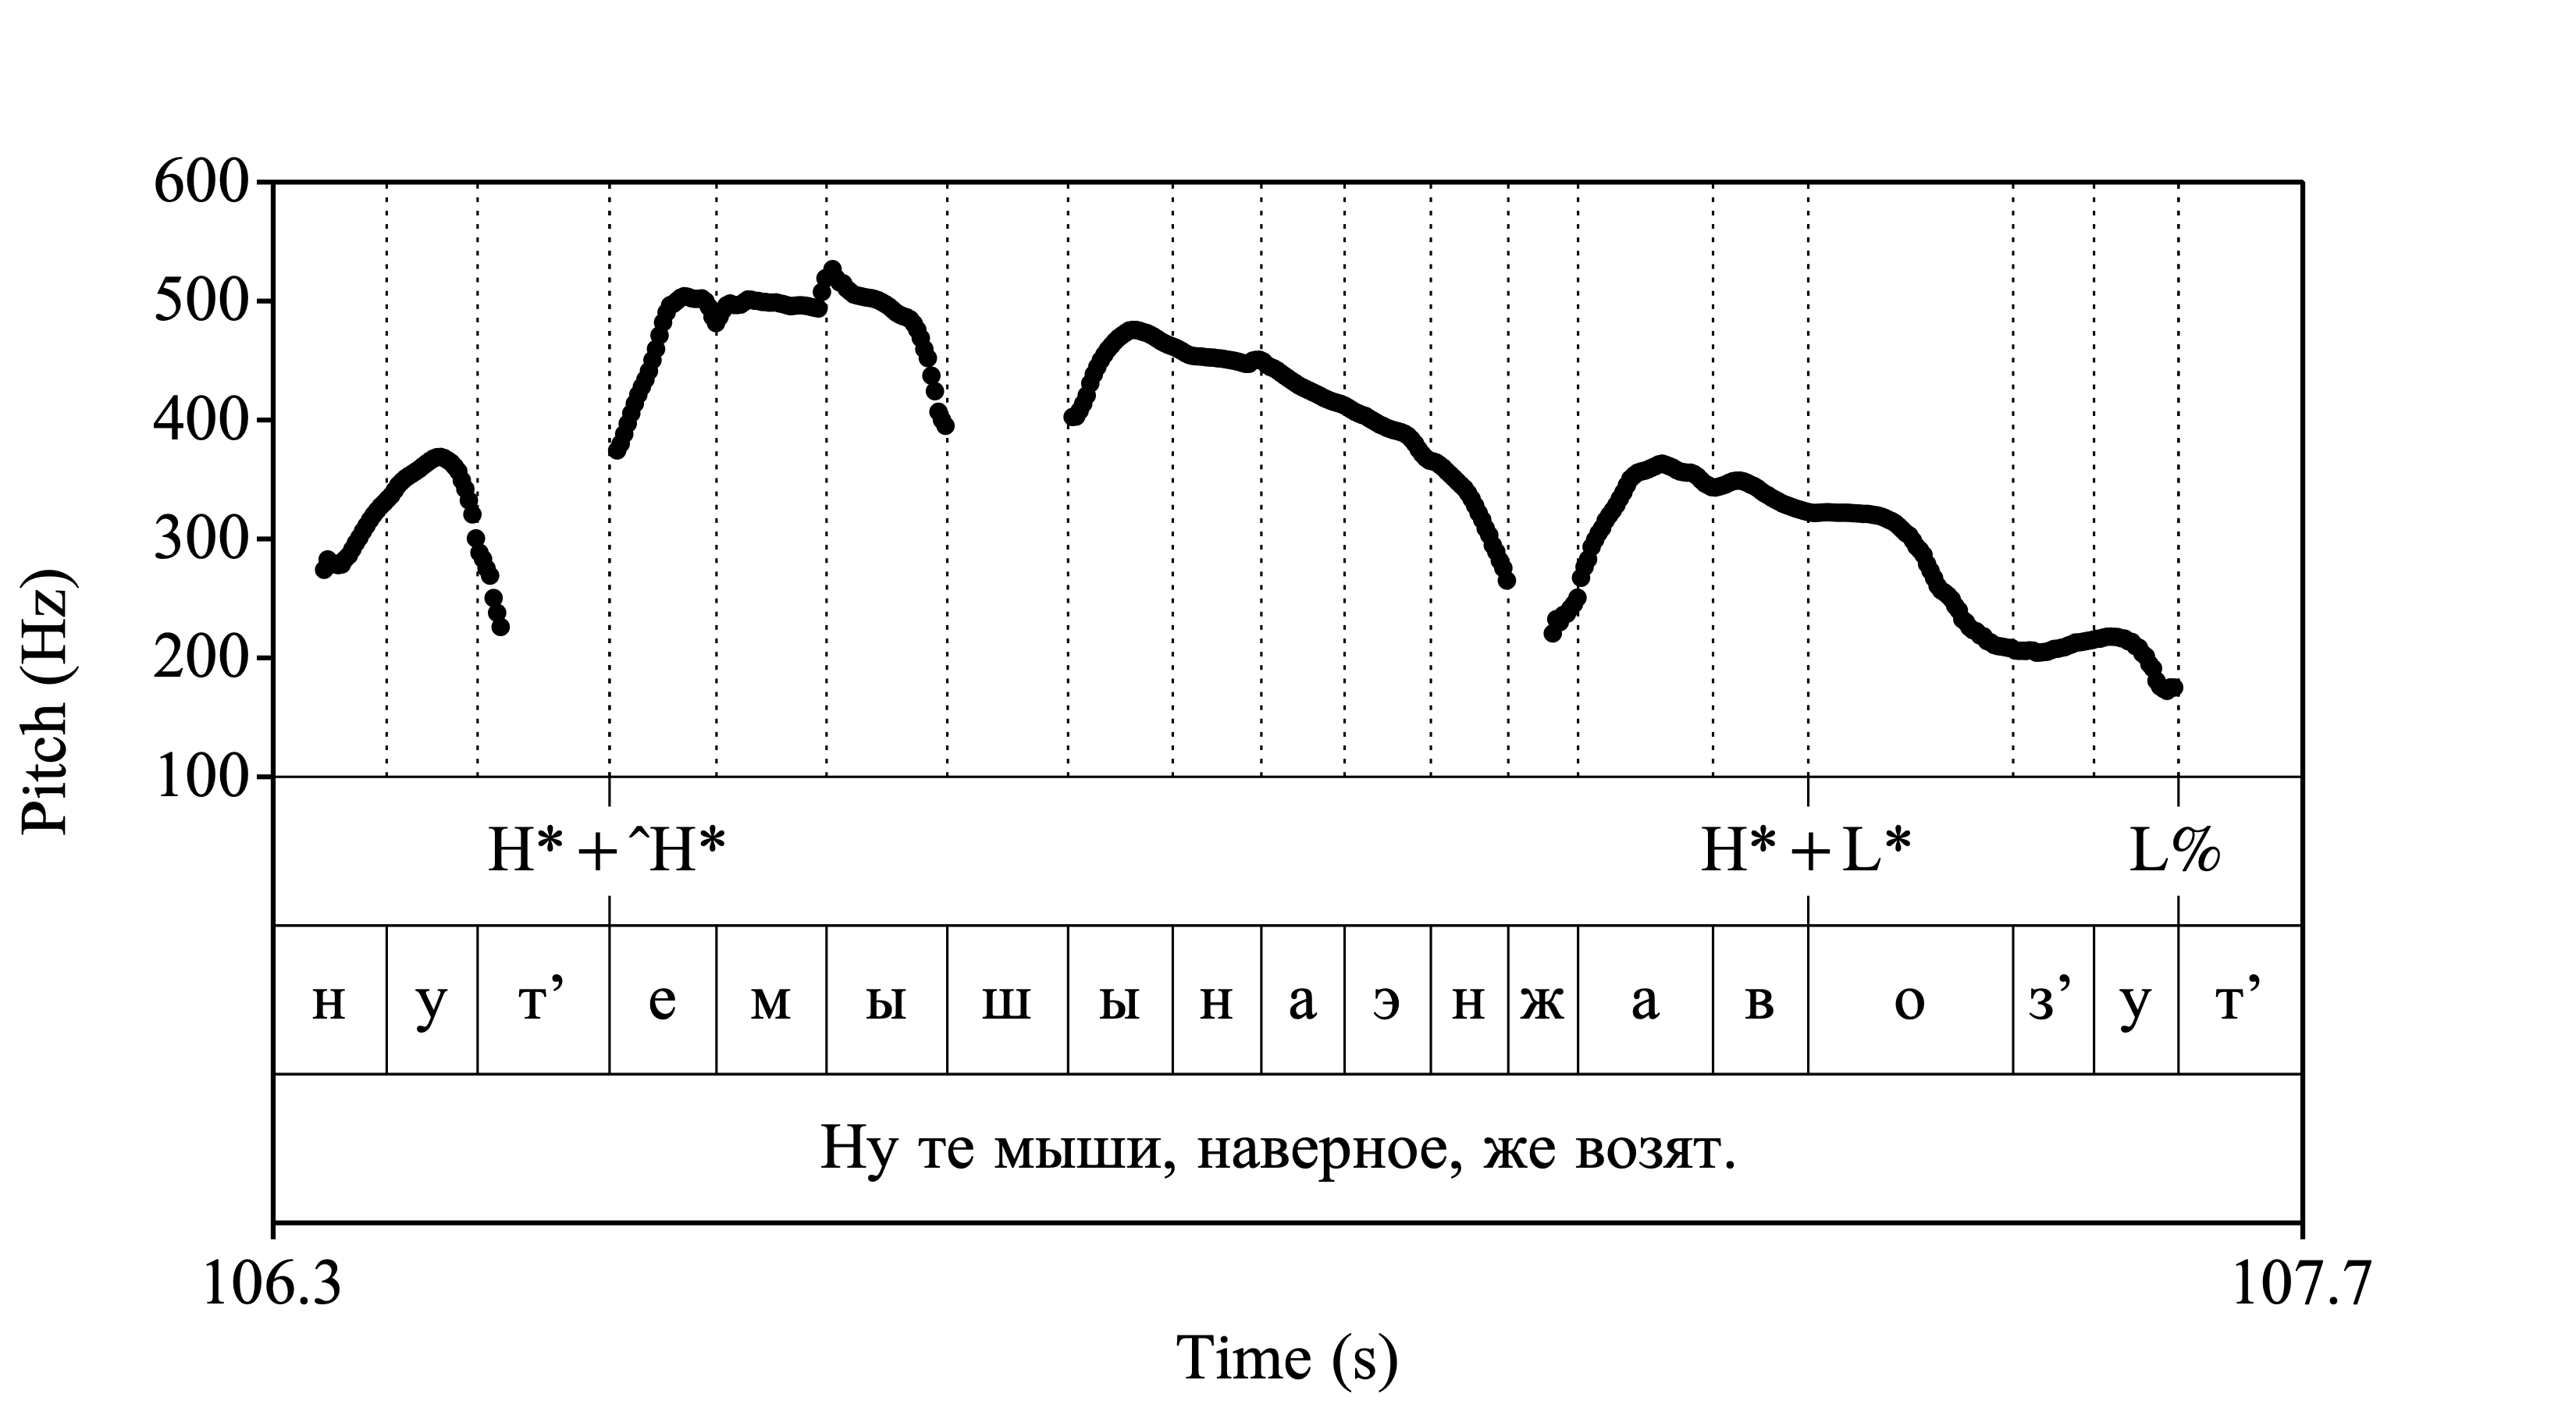 600
500
400
300
200
100
Pitch (Hz)
H*+^H* H*+L* L%
н у т’ е м ы ш ы н а э н ж а в о з’ у т’
Ну те мыши, наверное, же возят.
106.3 107.7
Time (s)